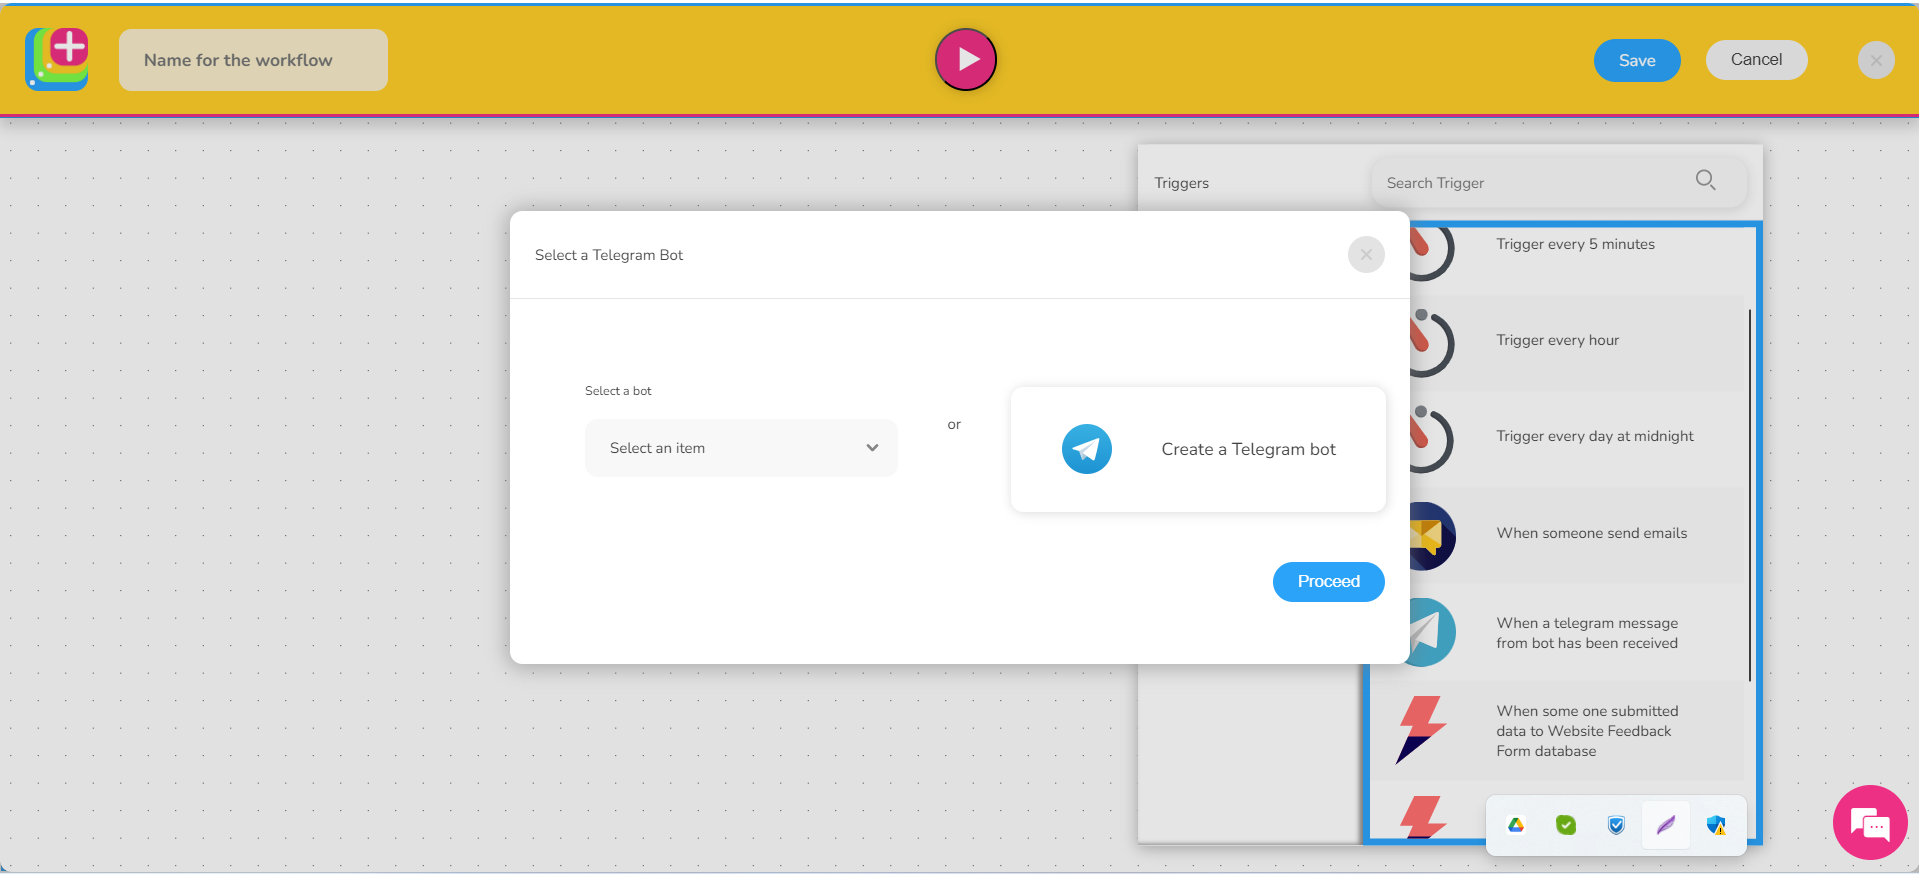 Name for the workflow
Save
Cancel
Triggers
Search Trigger
Select a Telegram Bot
Select a bot
Select an item
or
Create a Telegram bot
Proceed
Trigger every 5 minutes
Trigger every hour
Trigger every day at midnight
When someone send emails
When a telegram message
from bot has been received
When some one submitted
data to Website Feedback
Form database